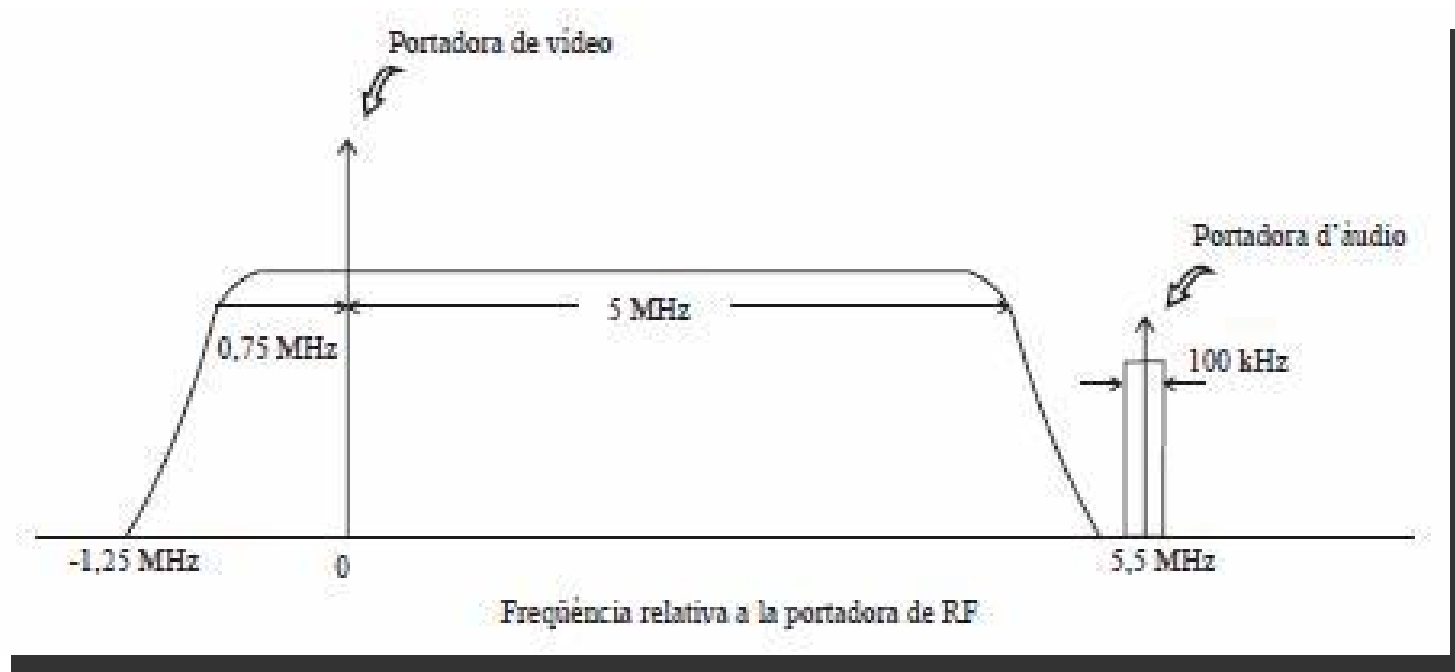 Portadora de vídeo
Portadora d'àudio
5 MHz
0,75 MHz
100 kHz
-1,25 MHz
0
5,5 MHz
Freqüència relativa a la portadora de RF